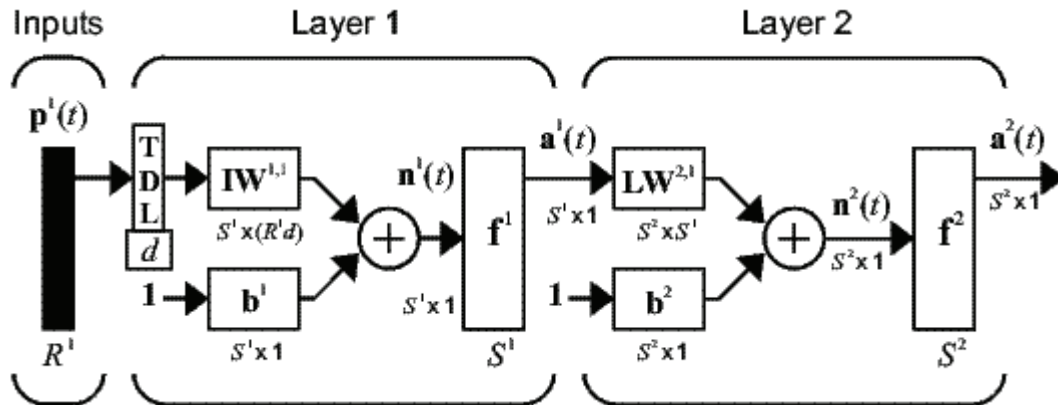 Inputs
Layer 1
Layer 2
p¹(t)
T
D
L
d
IW¹,¹
S¹x(R¹d)
1
b¹
S¹x1
n¹(t)
S¹x1
f¹
a¹(t)
S¹x1
LW²,¹
S²xS¹
1
b²
S²x1
n²(t)
S²x1
f²
a²(t)
S²x1
R¹
S¹
S²